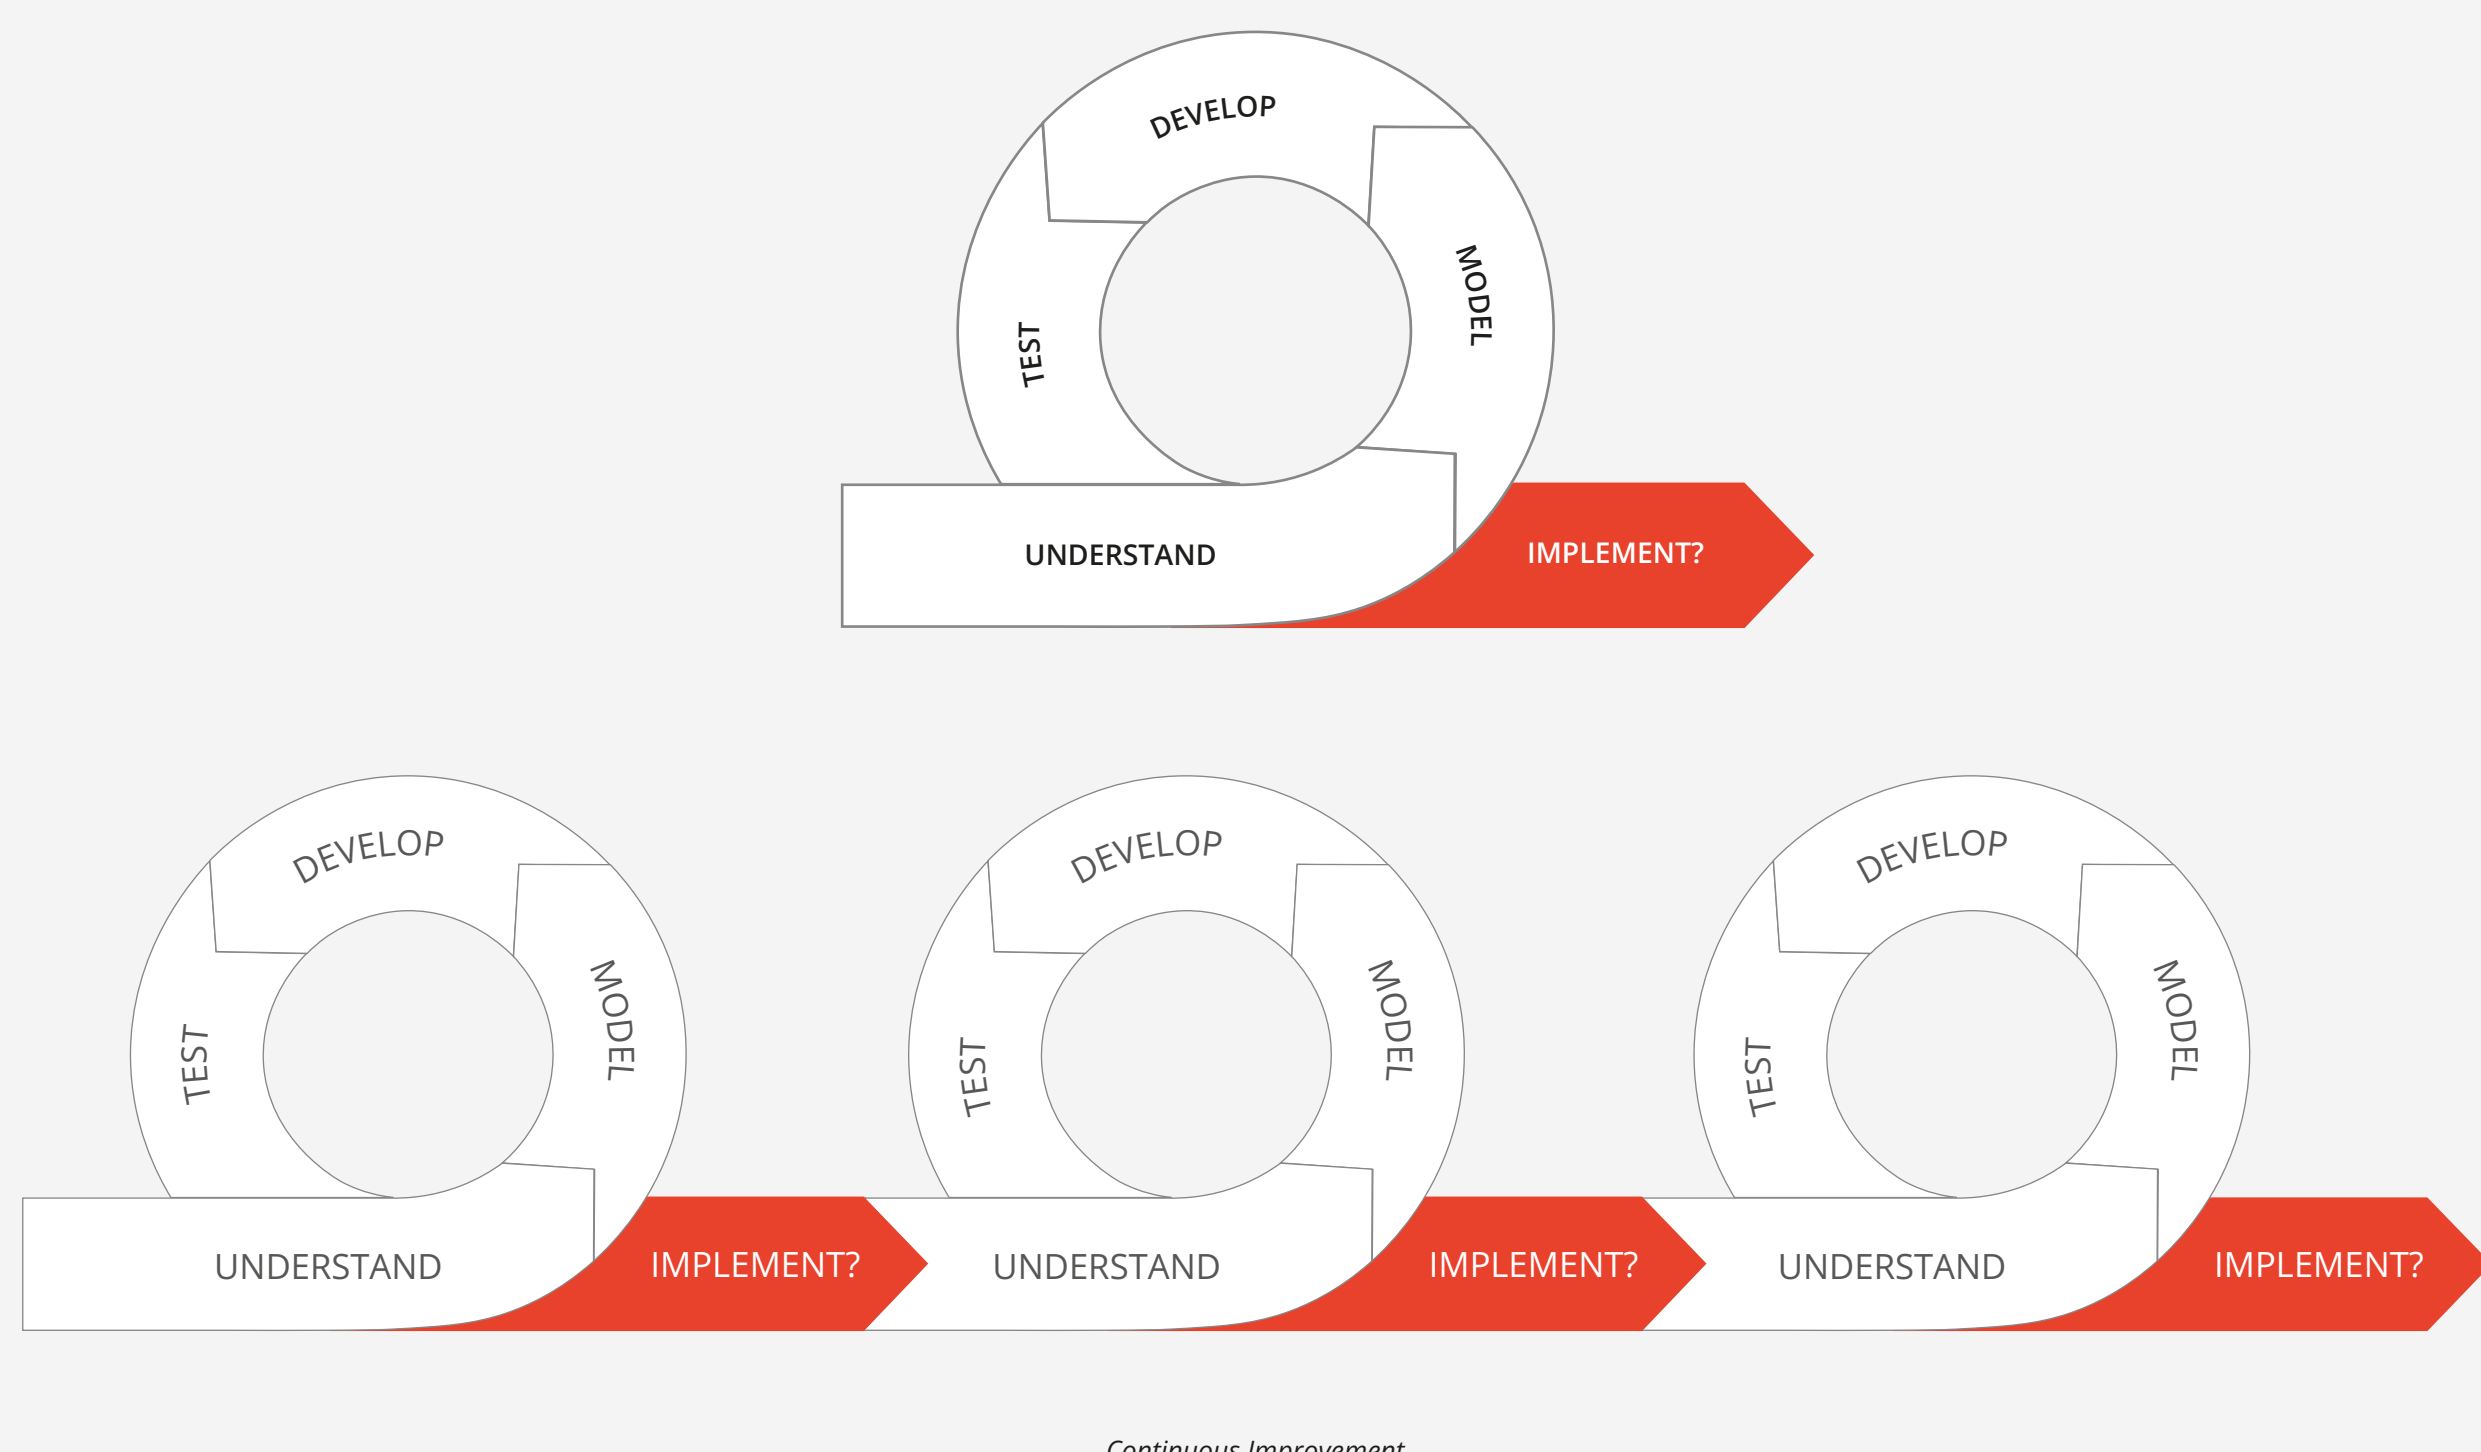 DEVELOP
MODEL
TEST
UNDERSTAND
IMPLEMENT?
DEVELOP
MODEL
TEST
UNDERSTAND
IMPLEMENT?
DEVELOP
MODEL
TEST
UNDERSTAND
IMPLEMENT?
DEVELOP
MODEL
TEST
UNDERSTAND
IMPLEMENT?
Continuous Improvement